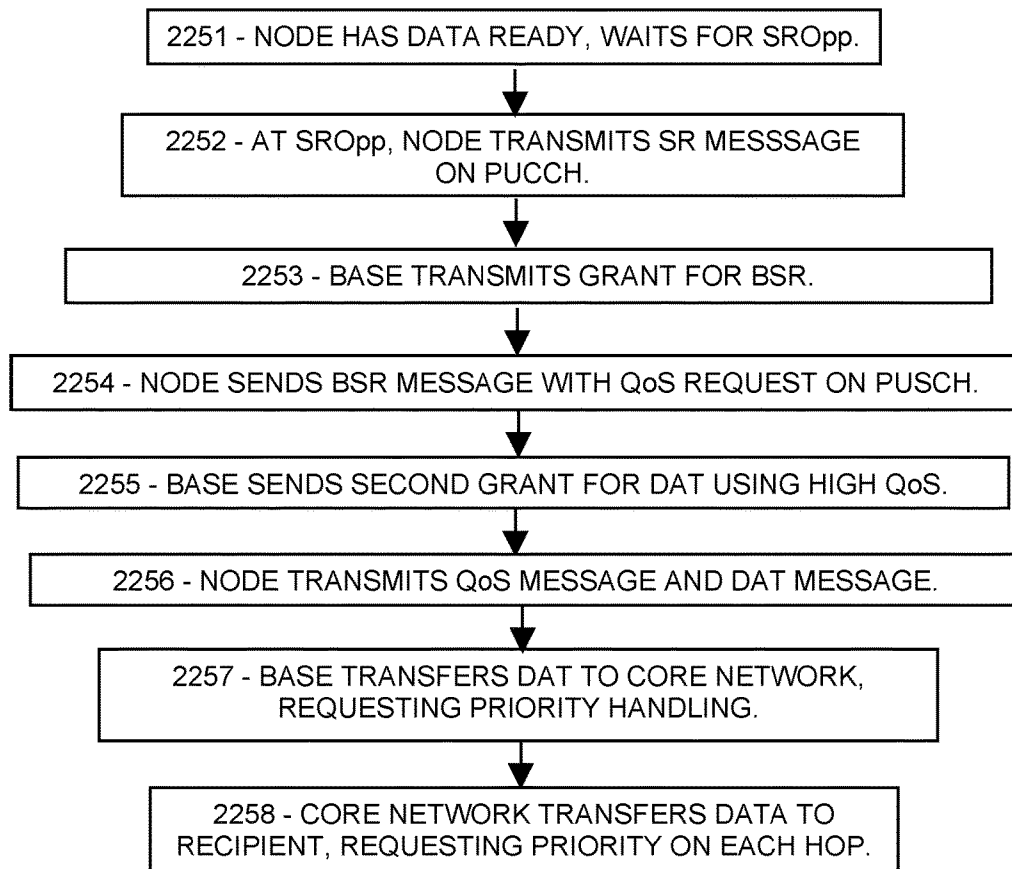 2251 - NODE HAS DATA READY, WAITS FOR SROpp.
2252 - AT SROpp, NODE TRANSMITS SR MESSSAGE
ON PUCCH.
2253 - BASE TRANSMITS GRANT FOR BSR.
2254 - NODE SENDS BSR MESSAGE WITH QoS REQUEST ON PUSCH.
2255 - BASE SENDS SECOND GRANT FOR DAT USING HIGH QoS.
2256 - NODE TRANSMITS QoS MESSAGE AND DAT MESSAGE.
2257 - BASE TRANSFERS DAT TO CORE NETWORK,
REQUESTING PRIORITY HANDLING.
2258 - CORE NETWORK TRANSFERS DATA TO
RECIPIENT, REQUESTING PRIORITY ON EACH HOP.